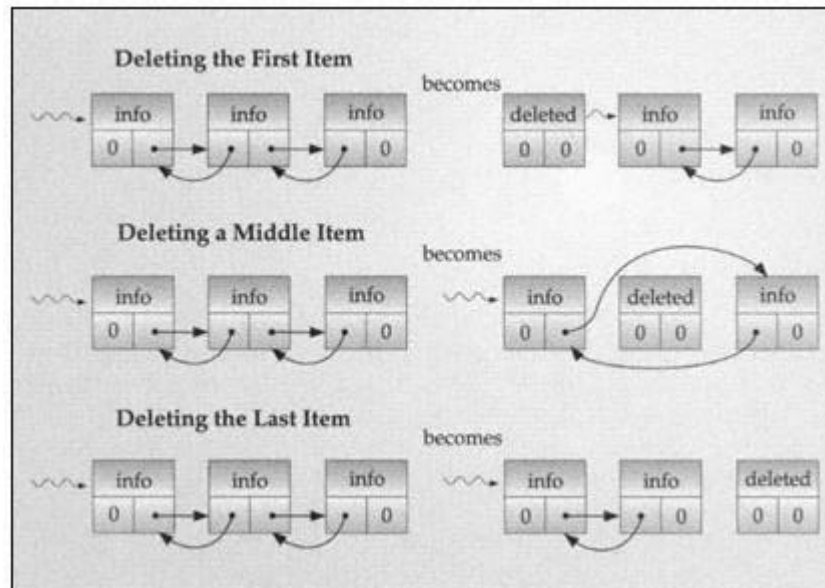 Deleting the First Item
becomes
info info info deleted info info
0 0 0 0 0 0
Deleting a Middle Item
becomes
info info info info deleted info
0 0 0 0 0 0
Deleting the Last Item
becomes
info info info info info deleted
0 0 0 0 0 0